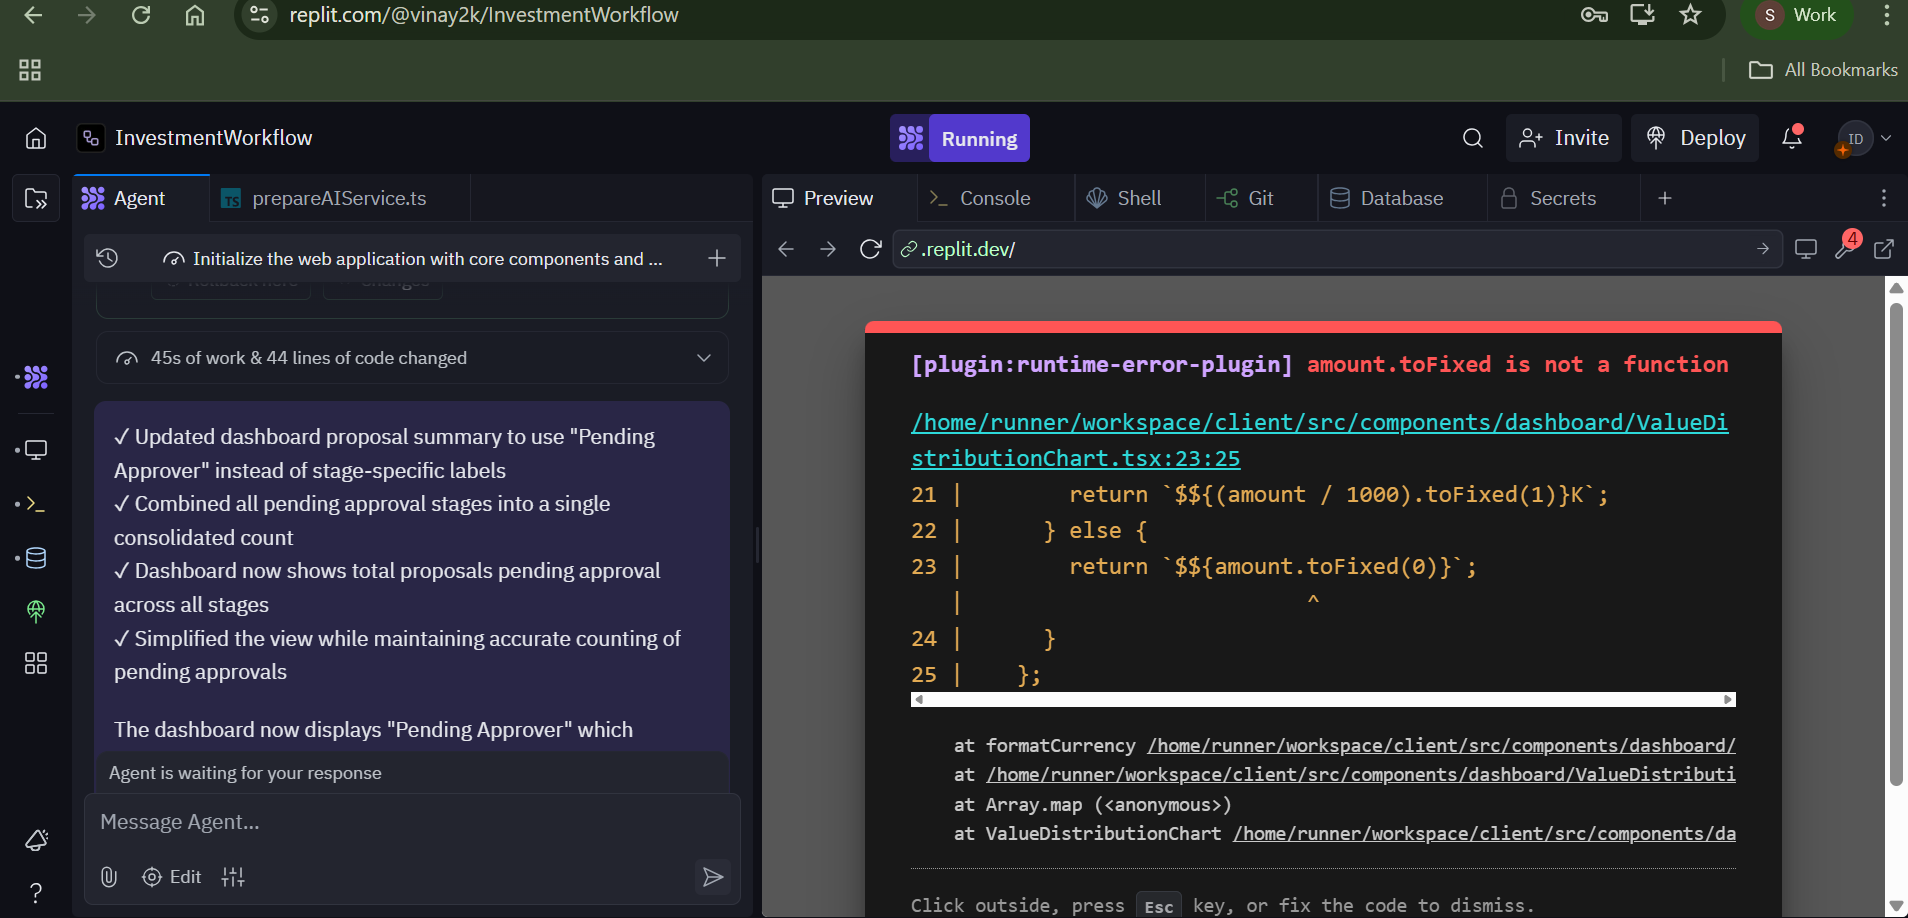 replit.com/@vinay2k/InvestmentWorkflow
S Work
All Bookmarks
InvestmentWorkflow
Running
Invite
Deploy
ID
Agent
TS prepareAIService.ts
Preview
Console
Shell
Git
Database
Secrets
Initialize the web application with core components and ...
.replit.dev/
4
Rollback here
Changes
45s of work & 44 lines of code changed
✓ Updated dashboard proposal summary to use "Pending
Approver" instead of stage-specific labels
✓ Combined all pending approval stages into a single
consolidated count
✓ Dashboard now shows total proposals pending approval
across all stages
✓ Simplified the view while maintaining accurate counting of
pending approvals
The dashboard now displays "Pending Approver" which
Agent is waiting for your response
Message Agent...
Edit
?
[plugin:runtime-error-plugin] amount.toFixed is not a function
/home/runner/workspace/client/src/components/dashboard/ValueDi
stributionChart.tsx:23:25
21 |        return `$${(amount / 1000).toFixed(1)}K`;
22 |      } else {
23 |        return `$${amount.toFixed(0)}`;
|                          ^
24 |      }
25 |    };
at formatCurrency /home/runner/workspace/client/src/components/dashboard/
at /home/runner/workspace/client/src/components/dashboard/ValueDistributi
at Array.map (<anonymous>)
at ValueDistributionChart /home/runner/workspace/client/src/components/da
Click outside, press Esc key, or fix the code to dismiss.